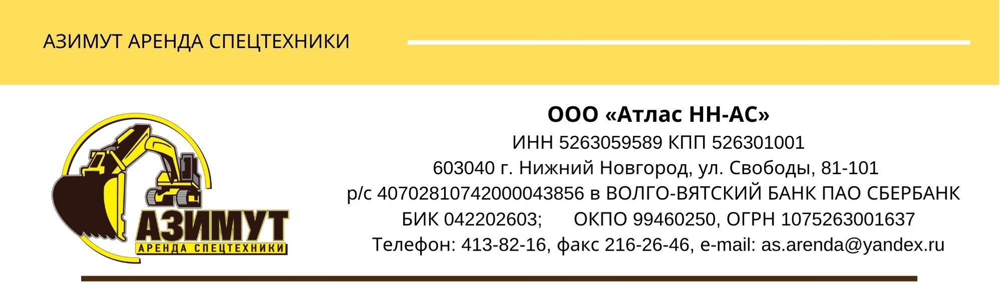 АЗИМУТ АРЕНДА СПЕЦТЕХНИКИ
ООО «Атлас НН-АС»
ИНН 5263059589 КПП 526301001
603040 г. Нижний Новгород, ул. Свободы, 81-101
р/с 40702810742000043856 в ВОЛГО-ВЯТСКИЙ БАНК ПАО СБЕРБАНК
БИК 042202603; ОКПО 99460250, ОГРН 1075263001637
Телефон: 413-82-16, факс 216-26-46, e-mail: as.arenda@yandex.ru
АЗИМУТ
АРЕНДА СПЕЦТЕХНИКИ